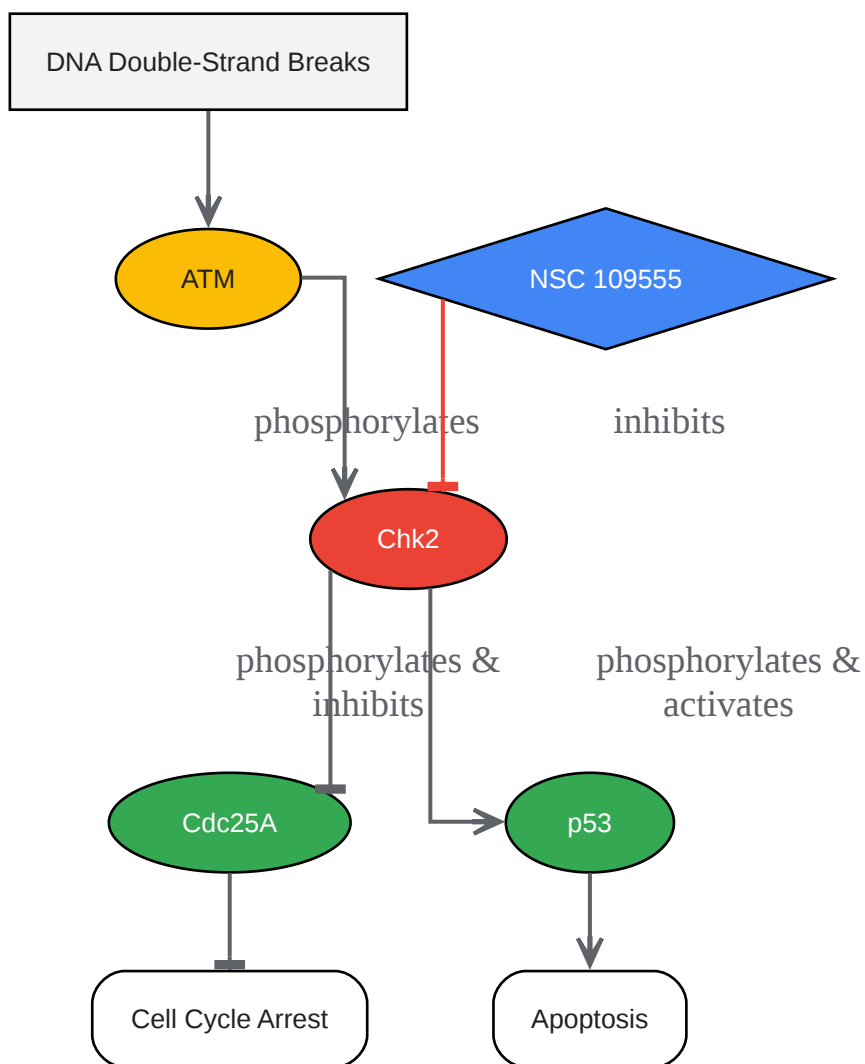 DNA Double-Strand Breaks
ATM
NSC 109555
phosphorylates
inhibits
Chk2
phosphorylates &
inhibits
phosphorylates &
activates
Cdc25A
p53
Cell Cycle Arrest
Apoptosis